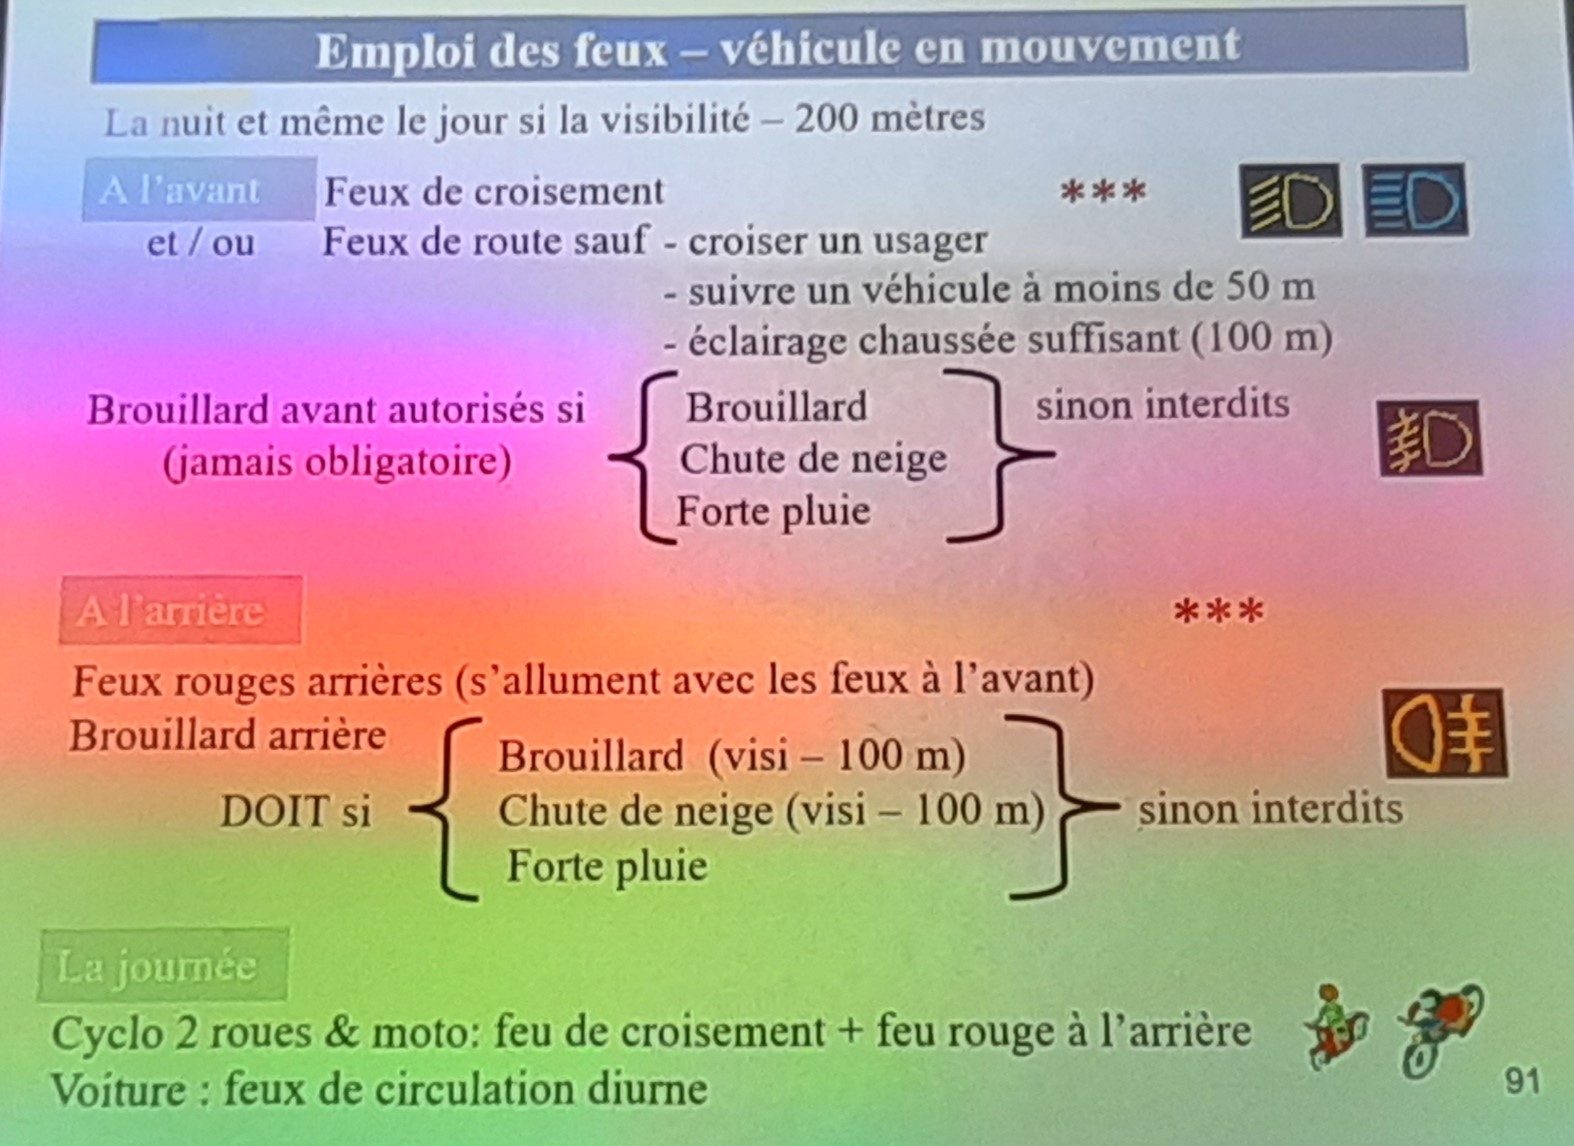 Emploi des feux – véhicule en mouvement
La nuit et même le jour si la visibilité – 200 mètres
A l'avant Feux de croisement ***
et / ou Feux de route sauf - croiser un usager
- suivre un véhicule à moins de 50 m
- éclairage chaussée suffisant (100 m)
Brouillard avant autorisés si Brouillard sinon interdits
(jamais obligatoire) Chute de neige
Forte pluie
A l'arrière ***
Feux rouges arrières (s'allument avec les feux à l'avant)
Brouillard arrière Brouillard (visi – 100 m)
DOIT si Chute de neige (visi – 100 m) sinon interdits
Forte pluie
La journée
Cyclo 2 roues & moto: feu de croisement + feu rouge à l'arrière
Voiture : feux de circulation diurne
91